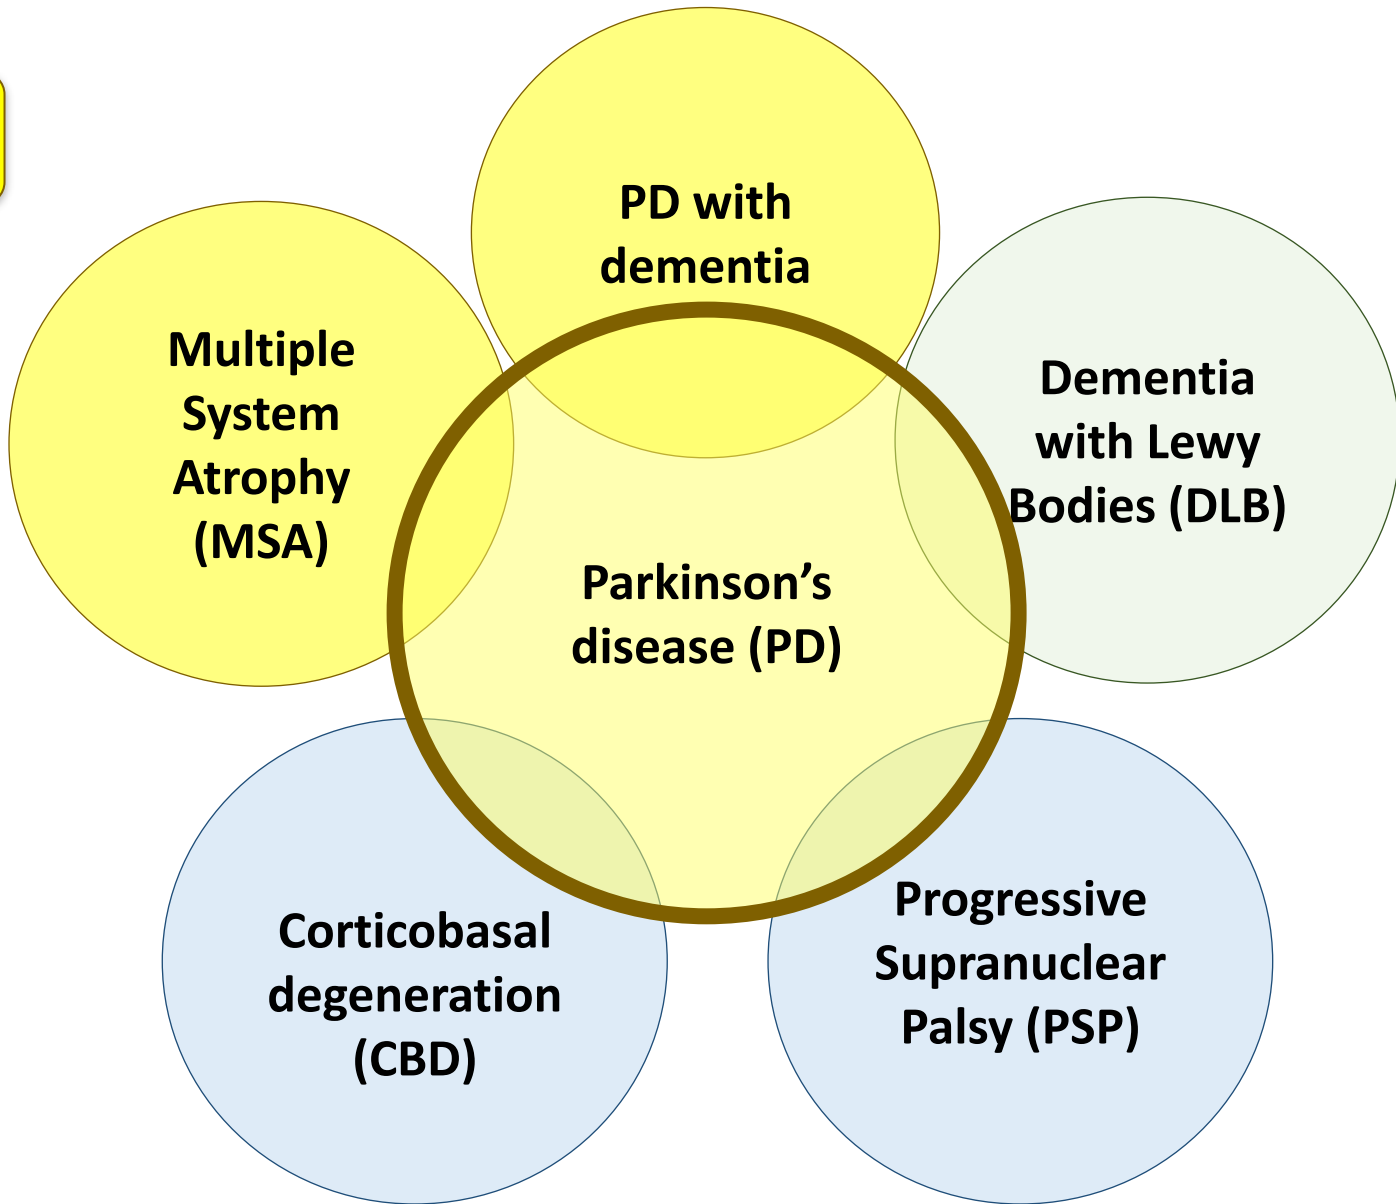 PD with
dementia
Multiple
System
Atrophy
(MSA)
Dementia
with Lewy
Bodies (DLB)
Parkinson’s
disease (PD)
Corticobasal
degeneration
(CBD)
Progressive
Supranuclear
Palsy (PSP)